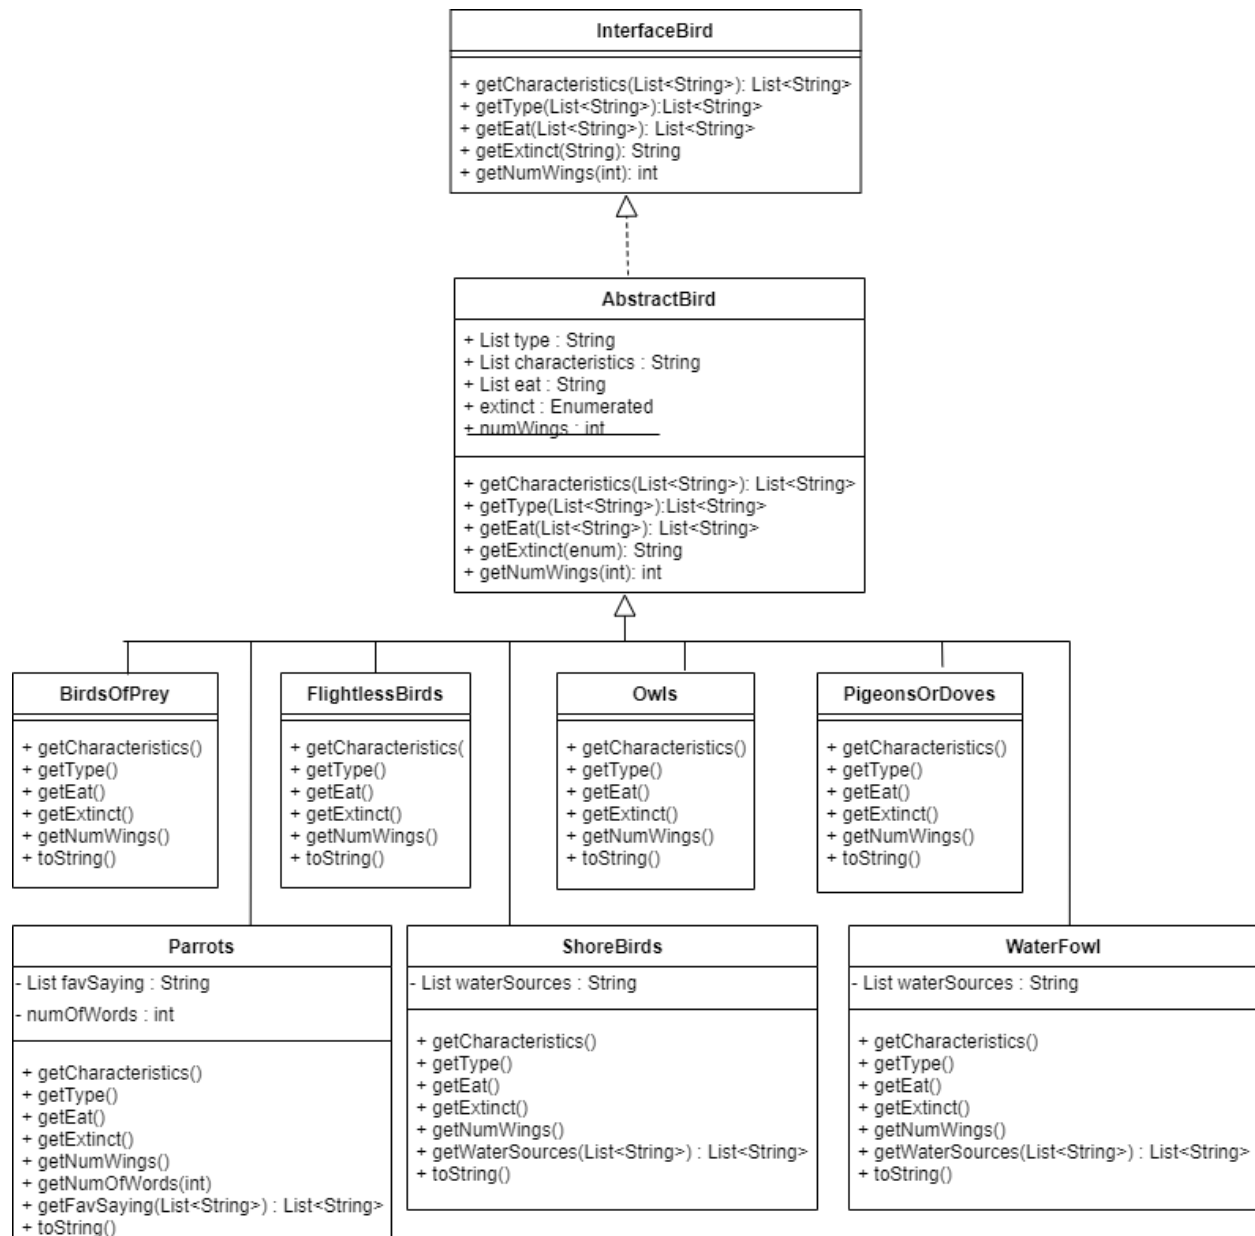 InterfaceBird
+ getCharacteristics(List<String>): List<String>
+ getType(List<String>):List<String>
+ getEat(List<String>): List<String>
+ getExtinct(String): String
+ getNumWings(int): int
AbstractBird
+ List type : String
+ List characteristics : String
+ List eat : String
+ extinct : Enumerated
+ numWings : int
+ getCharacteristics(List<String>): List<String>
+ getType(List<String>):List<String>
+ getEat(List<String>): List<String>
+ getExtinct(enum): String
+ getNumWings(int): int
BirdsOfPrey
+ getCharacteristics()
+ getType()
+ getEat()
+ getExtinct()
+ getNumWings()
+ toString()
FlightlessBirds
+ getCharacteristics(
+ getType()
+ getEat()
+ getExtinct()
+ getNumWings()
+ toString()
Owls
+ getCharacteristics()
+ getType()
+ getEat()
+ getExtinct()
+ getNumWings()
+ toString()
PigeonsOrDoves
+ getCharacteristics()
+ getType()
+ getEat()
+ getExtinct()
+ getNumWings()
+ toString()
Parrots
- List favSaying : String
- numOfWords : int
+ getCharacteristics()
+ getType()
+ getEat()
+ getExtinct()
+ getNumWings()
+ getNumOfWords(int)
+ getFavSaying(List<String>) : List<String>
+ toString()
ShoreBirds
- List waterSources : String
+ getCharacteristics()
+ getType()
+ getEat()
+ getExtinct()
+ getNumWings()
+ getWaterSources(List<String>) : List<String>
+ toString()
WaterFowl
- List waterSources : String
+ getCharacteristics()
+ getType()
+ getEat()
+ getExtinct()
+ getNumWings()
+ getWaterSources(List<String>) : List<String>
+ toString()